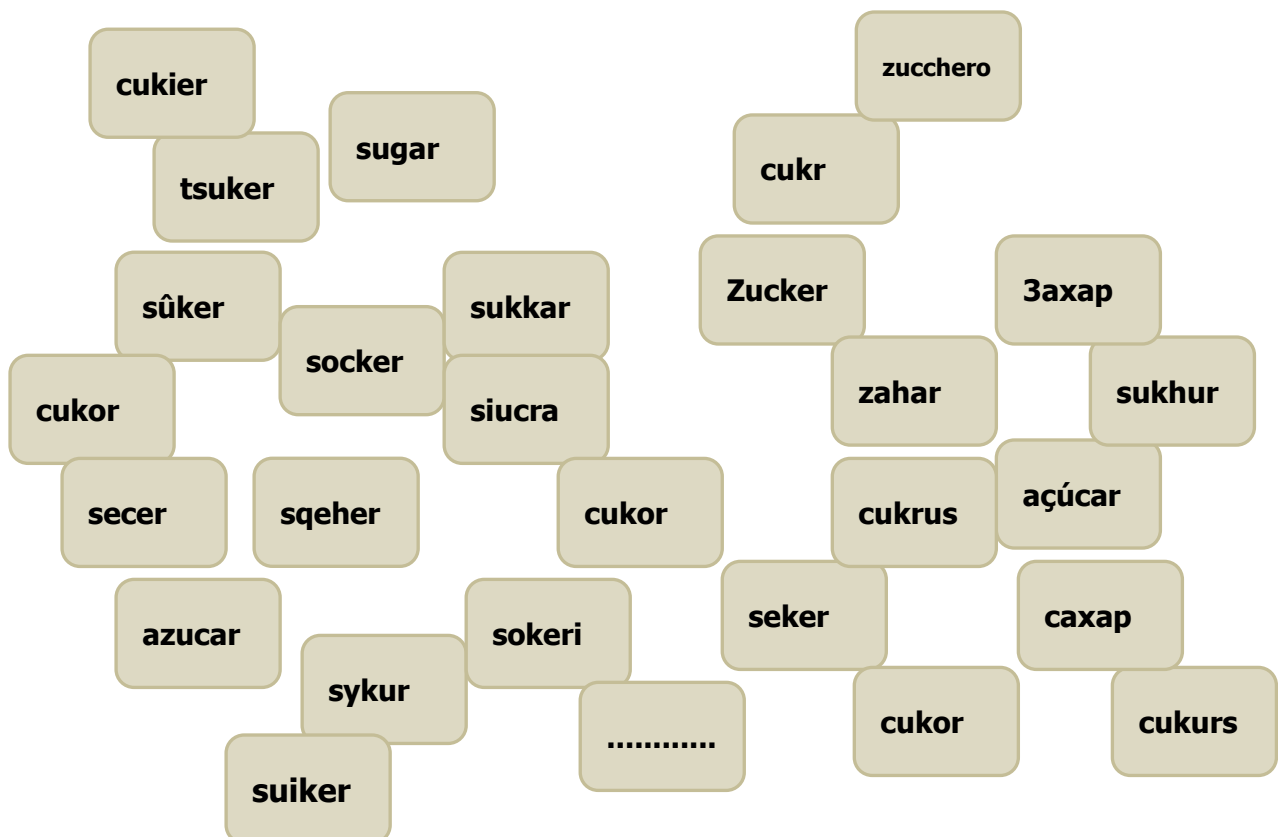 cukier
zucchero
sugar
tsuker
cukr
sûker
sukkar
Zucker
3axap
socker
zahar
sukhur
cukor
siucra
açúcar
secer
sqeher
cukor
cukrus
azucar
sokeri
seker
caxap
sykur
cukor
cukurs
............
suiker